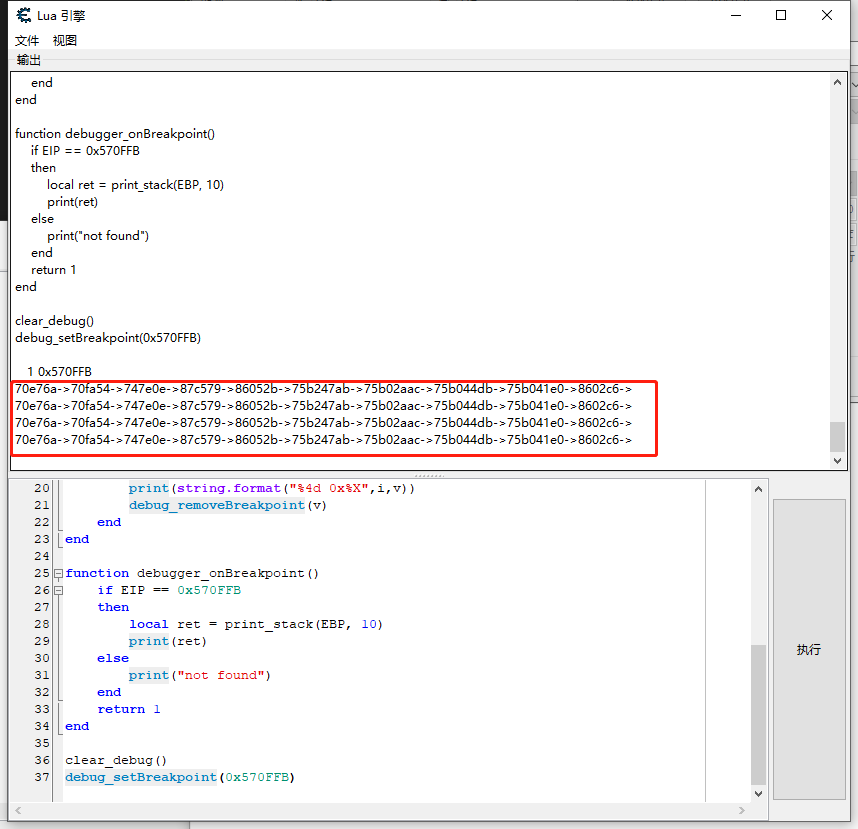 Lua 引擎
文件 视图
输出
end
end
function debugger_onBreakpoint()
if EIP == 0x570FFB
then
local ret = print_stack(EBP, 10)
print(ret)
else
print("not found")
end
return 1
end
clear_debug()
debug_setBreakpoint(0x570FFB)
1 0x570FFB
70e76a->70fa54->747e0e->87c579->86052b->75b247ab->75b02aac->75b044db->75b041e0->8602c6->
70e76a->70fa54->747e0e->87c579->86052b->75b247ab->75b02aac->75b044db->75b041e0->8602c6->
70e76a->70fa54->747e0e->87c579->86052b->75b247ab->75b02aac->75b044db->75b041e0->8602c6->
70e76a->70fa54->747e0e->87c579->86052b->75b247ab->75b02aac->75b044db->75b041e0->8602c6->
20 print(string.format("%4d 0x%X",i,v))
21 debug_removeBreakpoint(v)
22 end
23 end
24
25 function debugger_onBreakpoint()
26 if EIP == 0x570FFB
27 then
28 local ret = print_stack(EBP, 10)
29 print(ret)
30 else
31 print("not found")
32 end
33 return 1
34 end
35
36 clear_debug()
37 debug_setBreakpoint(0x570FFB)
执行